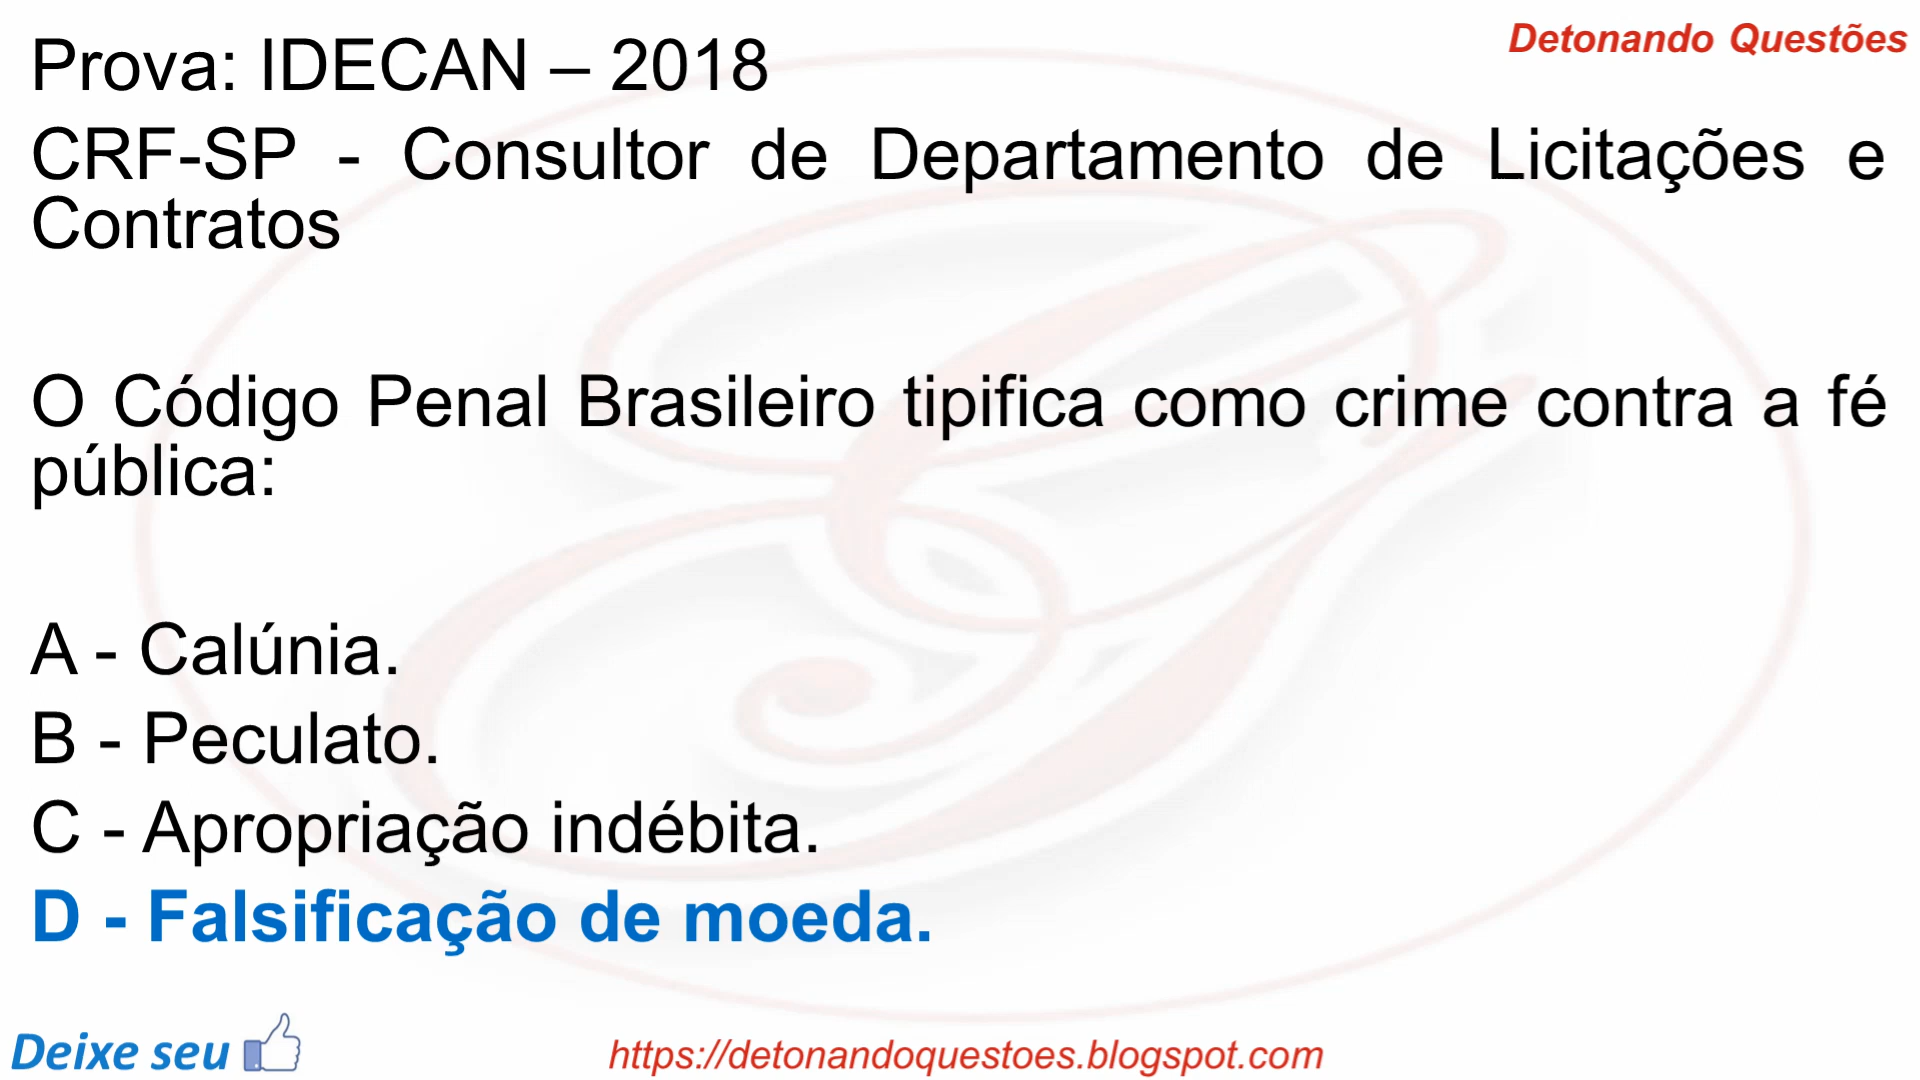 Detonando Questões
Prova: IDECAN – 2018
CRF-SP - Consultor de Departamento de Licitações e
Contratos
O Código Penal Brasileiro tipifica como crime contra a fé
pública:
A - Calúnia.
B - Peculato.
C - Apropriação indébita.
D - Falsificação de moeda.
Deixe seu
https://detonandoquestoes.blogspot.com